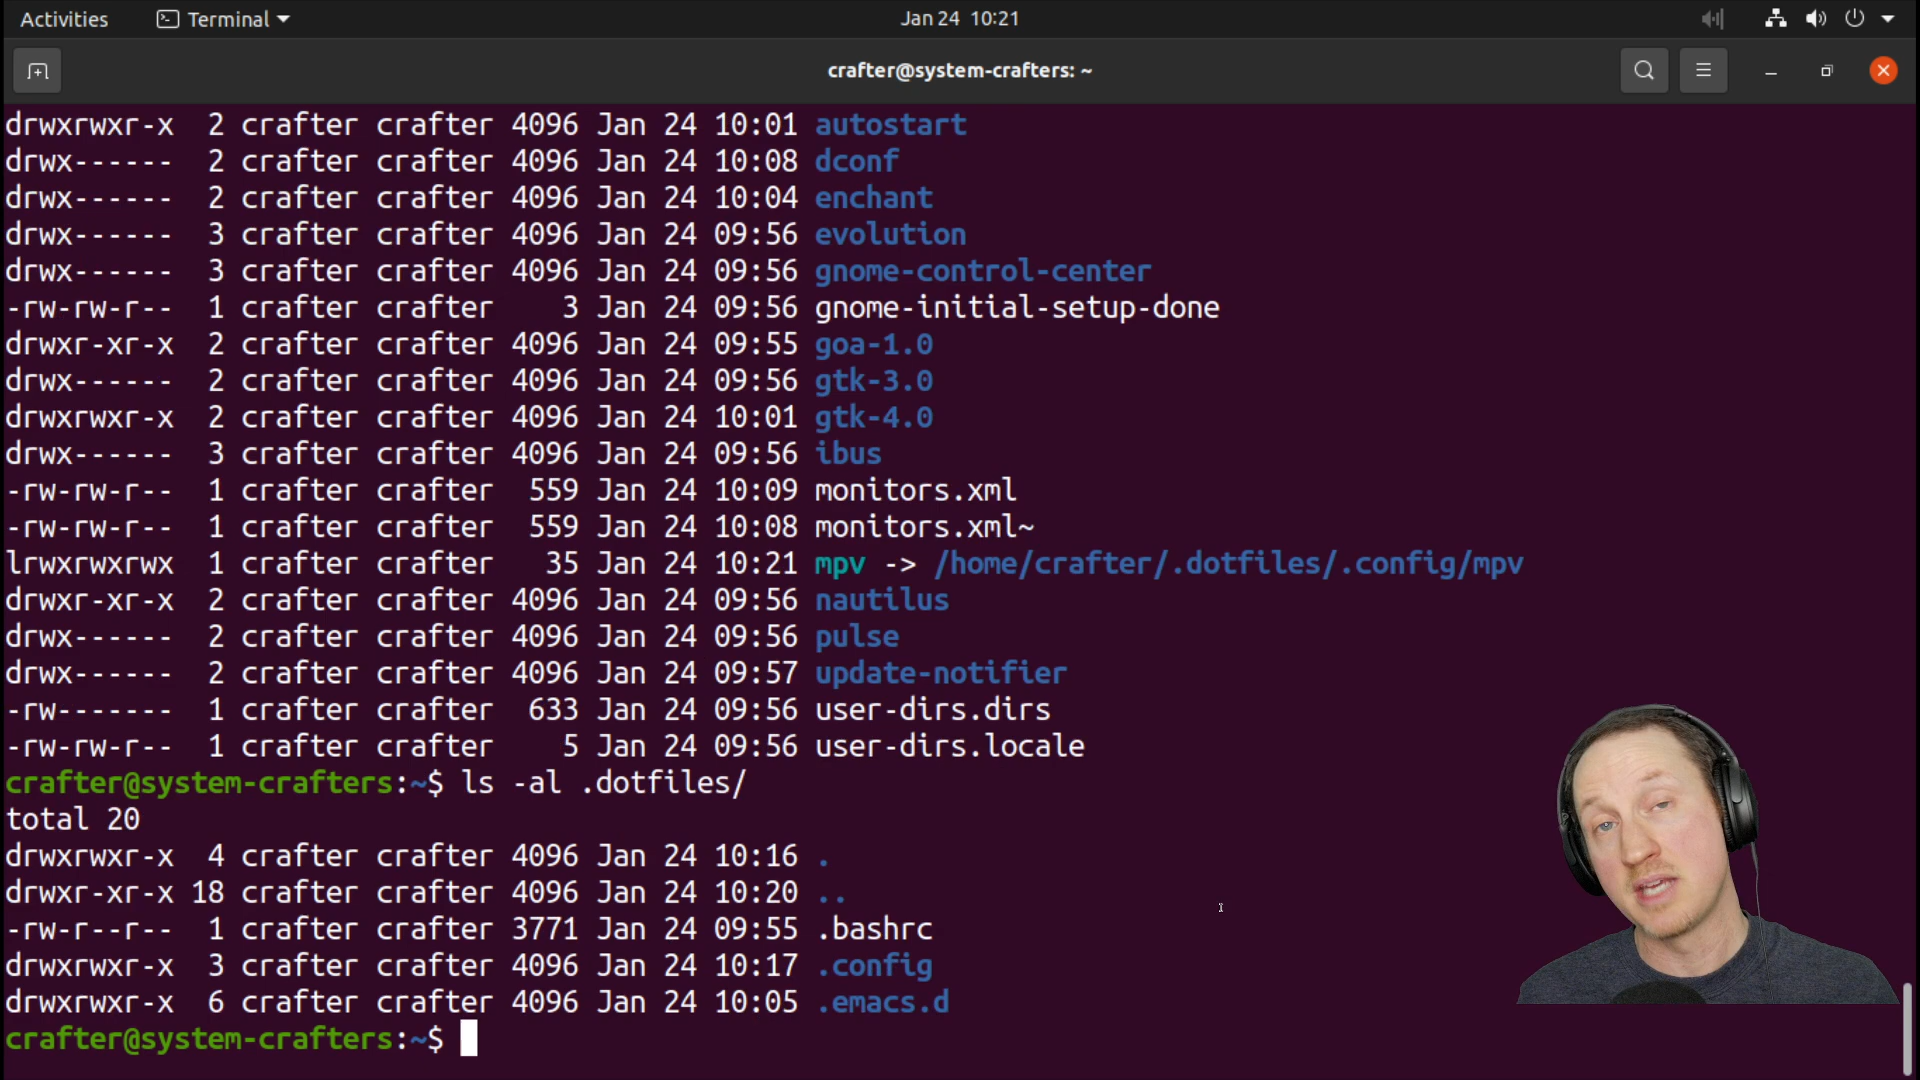 Activities Terminal Jan 24 10:21
crafter@system-crafters: ~
drwxrwxr-x 2 crafter crafter 4096 Jan 24 10:01 autostart
drwx------ 2 crafter crafter 4096 Jan 24 10:08 dconf
drwx------ 2 crafter crafter 4096 Jan 24 10:04 enchant
drwx------ 3 crafter crafter 4096 Jan 24 09:56 evolution
drwx------ 3 crafter crafter 4096 Jan 24 09:56 gnome-control-center
-rw-rw-r-- 1 crafter crafter 3 Jan 24 09:56 gnome-initial-setup-done
drwxr-xr-x 2 crafter crafter 4096 Jan 24 09:55 goa-1.0
drwx------ 2 crafter crafter 4096 Jan 24 09:56 gtk-3.0
drwxrwxr-x 2 crafter crafter 4096 Jan 24 10:01 gtk-4.0
drwx------ 3 crafter crafter 4096 Jan 24 09:56 ibus
-rw-rw-r-- 1 crafter crafter 559 Jan 24 10:09 monitors.xml
-rw-rw-r-- 1 crafter crafter 559 Jan 24 10:08 monitors.xml~
lrwxrwxrwx 1 crafter crafter 35 Jan 24 10:21 mpv -> /home/crafter/.dotfiles/.config/mpv
drwxr-xr-x 2 crafter crafter 4096 Jan 24 09:56 nautilus
drwx------ 2 crafter crafter 4096 Jan 24 09:56 pulse
drwx------ 2 crafter crafter 4096 Jan 24 09:57 update-notifier
-rw------- 1 crafter crafter 633 Jan 24 09:56 user-dirs.dirs
-rw-rw-r-- 1 crafter crafter 5 Jan 24 09:56 user-dirs.locale
crafter@system-crafters:~$ ls -al .dotfiles/
total 20
drwxrwxr-x 4 crafter crafter 4096 Jan 24 10:16 .
drwxr-xr-x 18 crafter crafter 4096 Jan 24 10:20 ..
-rw-r--r-- 1 crafter crafter 3771 Jan 24 09:55 .bashrc
drwxrwxr-x 3 crafter crafter 4096 Jan 24 10:17 .config
drwxrwxr-x 6 crafter crafter 4096 Jan 24 10:05 .emacs.d
crafter@system-crafters:~$